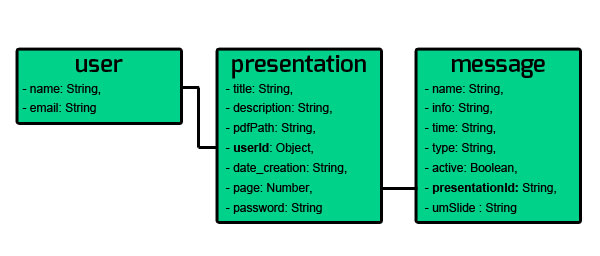 user
- name: String,
- email: String
presentation
- title: String,
- description: String,
- pdfPath: String,
- userId: Object,
- date_creation: String,
- page: Number,
- password: String
message
- name: String,
- info: String,
- time: String,
- type: String,
- active: Boolean,
- presentationId: String,
- umSlide : String